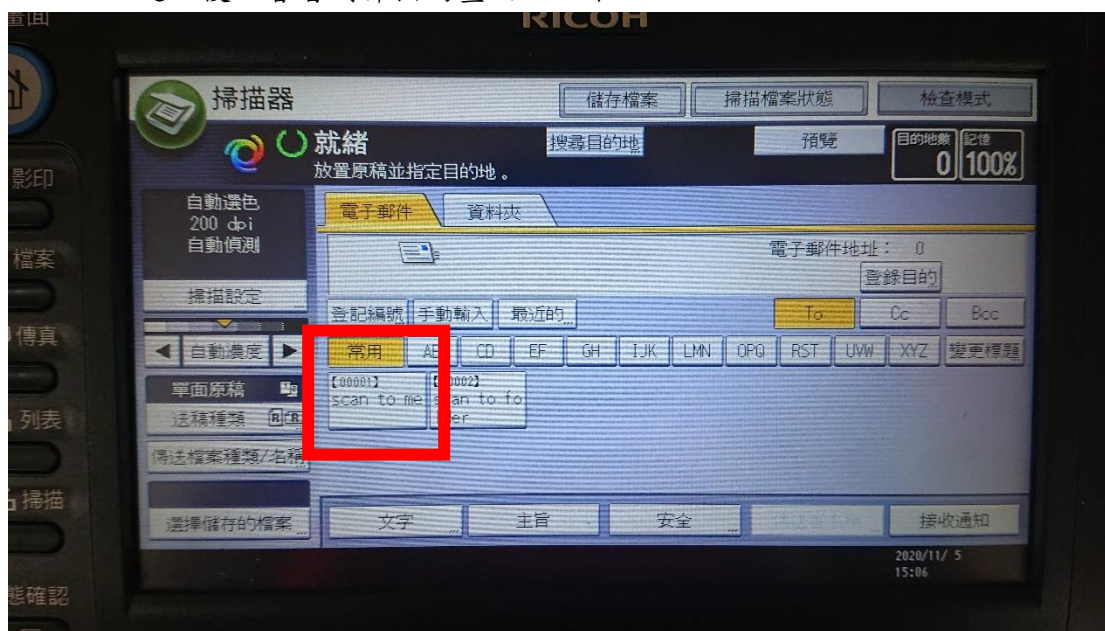 畫面
RICOH
掃描器
儲存檔案
掃描檔案狀態
檢查模式
就緒
搜尋目的地
預覽
目的地數
0
記憶
100%
放置原稿並指定目的地。
影印
自動選色
200 dpi
自動偵測
電子郵件
資料夾
檔案
電子郵件地址: 0
登錄目的
掃描設定
登記編號
手動輸入
最近的
To
Cc
Bcc
傳真
自動濃度
常用
CD
EF
GH
IJK
LMN
OPQ
RST
UVW
XYZ
變更標題
單面原稿
【00001】
scan to me
to fo
列表
送稿種類
傳送檔案種類/名稱
掃描
選擇儲存的檔案
文字
主旨
安全
接收通知
2020/11/ 5
15:06
態確認